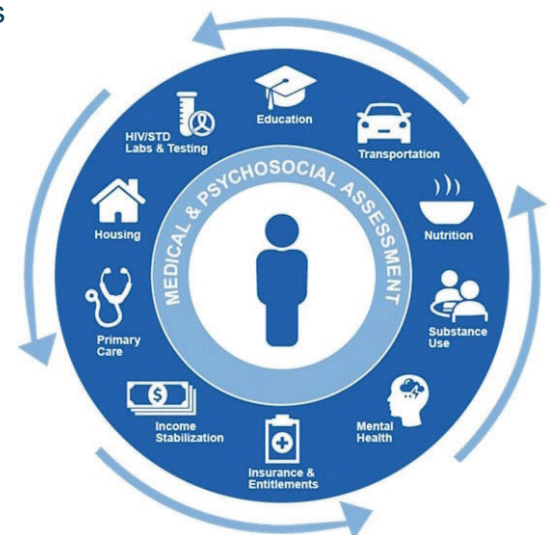 s
Education
Transportation
Nutrition
Substance
Use
Mental
Health
Insurance &
Entitlements
Income
Stabilization
$
Primary
Care
Housing
HIV/STD
Labs & Testing
MEDICAL & PSYCHOSOCIAL ASSESSMENT